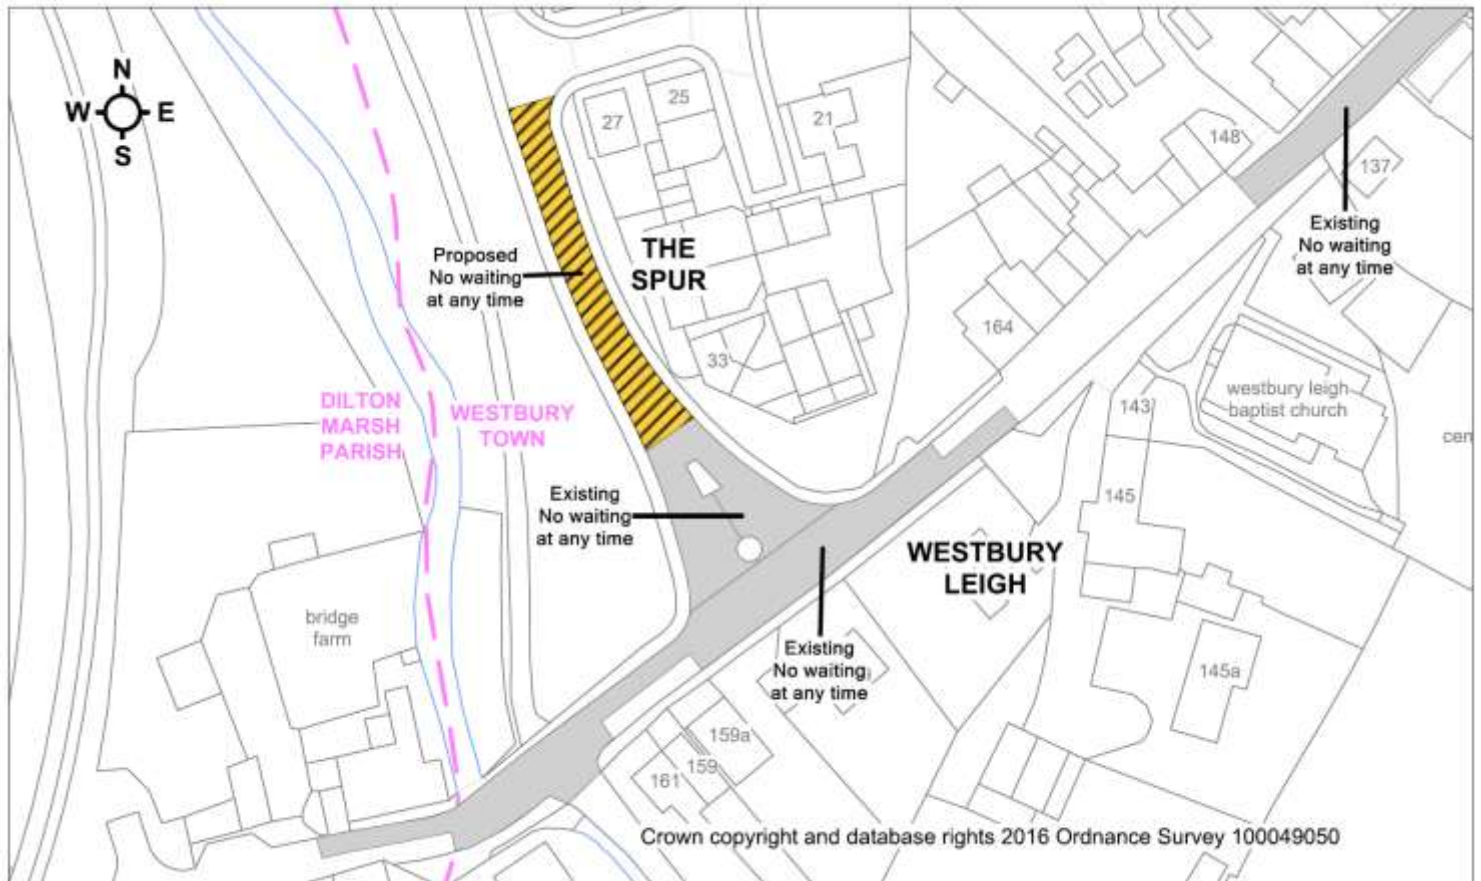 N
W
E
S
27
25
21
148
137
Existing
No waiting
at any time
THE
SPUR
Proposed
No waiting
at any time
164
33
westbury leigh
baptist church
143
cen
DILTON
MARSH
PARISH
WESTBURY
TOWN
Existing
No waiting
at any time
145
WESTBURY
LEIGH
bridge
farm
Existing
No waiting
at any time
145a
159a
159
161
Crown copyright and database rights 2016 Ordnance Survey 100049050